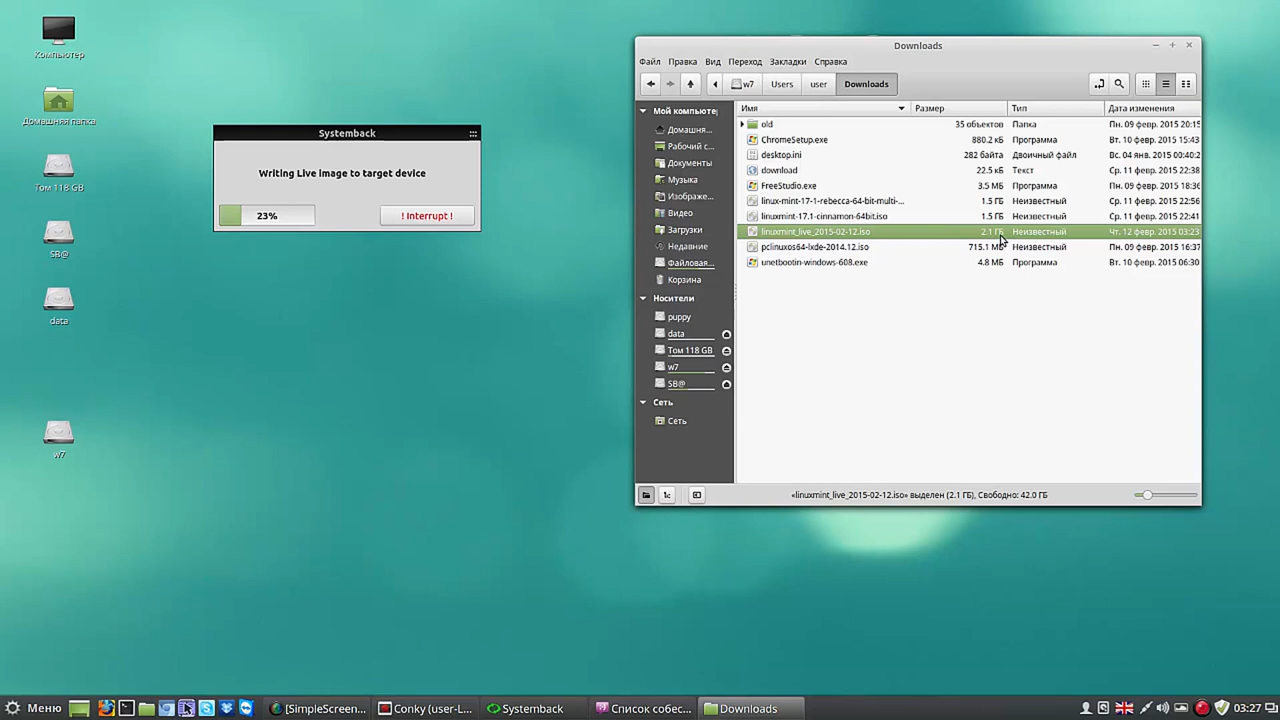 Компьютер
Домашняя папка
Том 118 GB
SB@
data
w7
Systemback
Writing Live image to target device
23%
! Interrupt !
Downloads
Файл Правка Вид Переход Закладки Справка
w7 Users user Downloads
Мой компьюте
Домашня...
Рабочий с...
Документы
Музыка
Изображе...
Видео
Загрузки
Недавние
Файловая...
Корзина
Носители
puppy
data
Том 118 GB
w7
SB@
Сеть
Сеть
Имя Размер Тип Дата изменения
old 35 объектов Папка Пн. 09 февр. 2015 20:15
ChromeSetup.exe 880.2 кБ Программа Вт. 10 февр. 2015 15:43
desktop.ini 282 байта Двоичный файл Вс. 04 янв. 2015 00:40:2
download 22.5 кБ Текст Ср. 11 февр. 2015 22:38
FreeStudio.exe 3.5 МБ Программа Пн. 09 февр. 2015 18:36
linux-mint-17-1-rebecca-64-bit-multi-... 1.5 ГБ Неизвестный Ср. 11 февр. 2015 22:56
linuxmint-17.1-cinnamon-64bit.iso 1.5 ГБ Неизвестный Ср. 11 февр. 2015 22:41
linuxmint_live_2015-02-12.iso 2.1 ГБ Неизвестный Чт. 12 февр. 2015 03:23
pclinuxos64-lxde-2014.12.iso 715.1 МБ Неизвестный Пн. 09 февр. 2015 16:37
unetbootin-windows-608.exe 4.8 МБ Программа Вт. 10 февр. 2015 06:30
«linuxmint_live_2015-02-12.iso» выделен (2.1 ГБ), Свободно: 42.0 ГБ
Меню [SimpleScreen... Conky (user-L... Systemback Список собес... Downloads 03:27